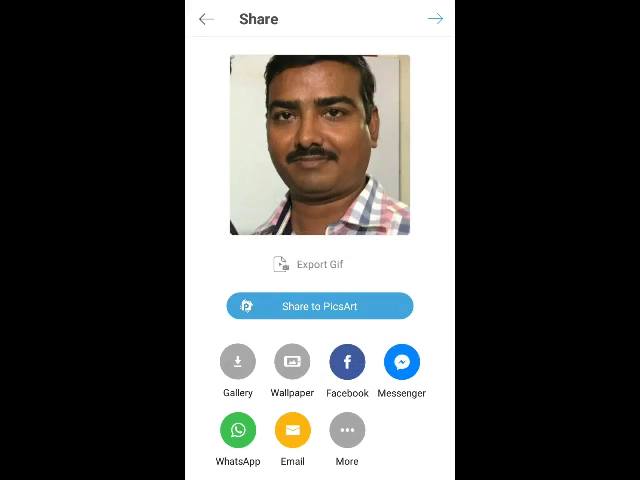 Share
Export Gif
Share to PicsArt
Gallery Wallpaper Facebook Messenger
WhatsApp Email More